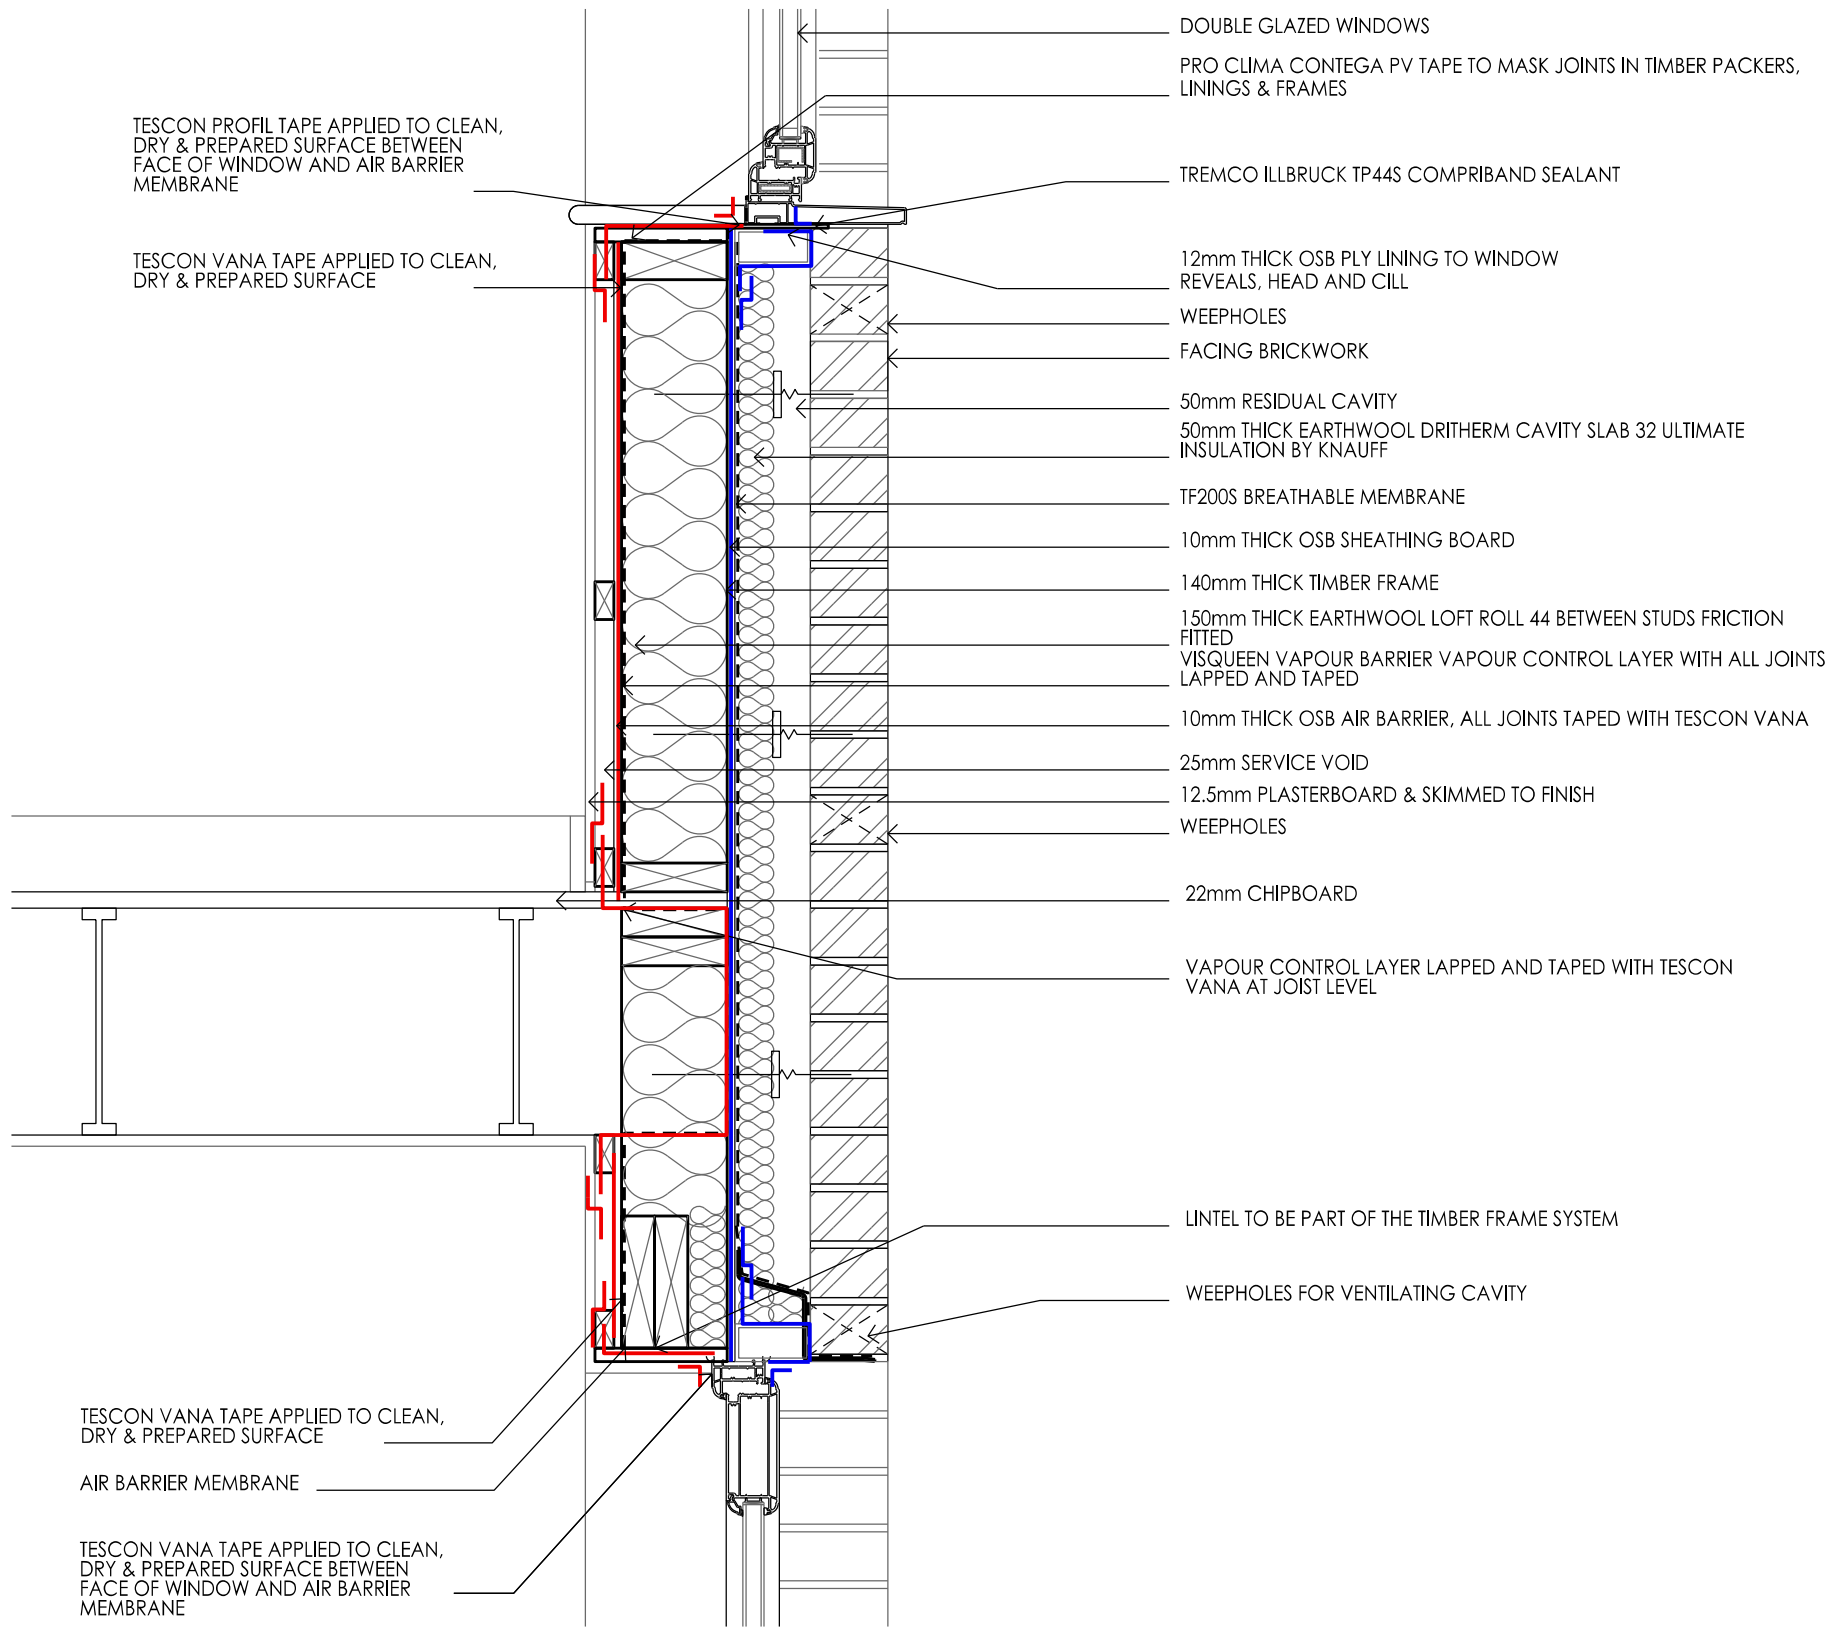 DOUBLE GLAZED WINDOWS
PRO CLIMA CONTEGA PV TAPE TO MASK JOINTS IN TIMBER PACKERS,
LININGS & FRAMES
TESCON PROFIL TAPE APPLIED TO CLEAN,
DRY & PREPARED SURFACE BETWEEN
FACE OF WINDOW AND AIR BARRIER
MEMBRANE
TREMCO ILLBRUCK TP44S COMPRIBAND SEALANT
TESCON VANA TAPE APPLIED TO CLEAN,
DRY & PREPARED SURFACE
12mm THICK OSB PLY LINING TO WINDOW
REVEALS, HEAD AND CILL
WEEPHOLES
FACING BRICKWORK
50mm RESIDUAL CAVITY
50mm THICK EARTHWOOL DRITHERM CAVITY SLAB 32 ULTIMATE
INSULATION BY KNAUFF
TF200S BREATHABLE MEMBRANE
10mm THICK OSB SHEATHING BOARD
140mm THICK TIMBER FRAME
150mm THICK EARTHWOOL LOFT ROLL 44 BETWEEN STUDS FRICTION
FITTED
VISQUEEN VAPOUR BARRIER VAPOUR CONTROL LAYER WITH ALL JOINTS
LAPPED AND TAPED
10mm THICK OSB AIR BARRIER, ALL JOINTS TAPED WITH TESCON VANA
25mm SERVICE VOID
12.5mm PLASTERBOARD & SKIMMED TO FINISH
WEEPHOLES
22mm CHIPBOARD
VAPOUR CONTROL LAYER LAPPED AND TAPED WITH TESCON
VANA AT JOIST LEVEL
LINTEL TO BE PART OF THE TIMBER FRAME SYSTEM
WEEPHOLES FOR VENTILATING CAVITY
TESCON VANA TAPE APPLIED TO CLEAN,
DRY & PREPARED SURFACE
AIR BARRIER MEMBRANE
TESCON VANA TAPE APPLIED TO CLEAN,
DRY & PREPARED SURFACE BETWEEN
FACE OF WINDOW AND AIR BARRIER
MEMBRANE